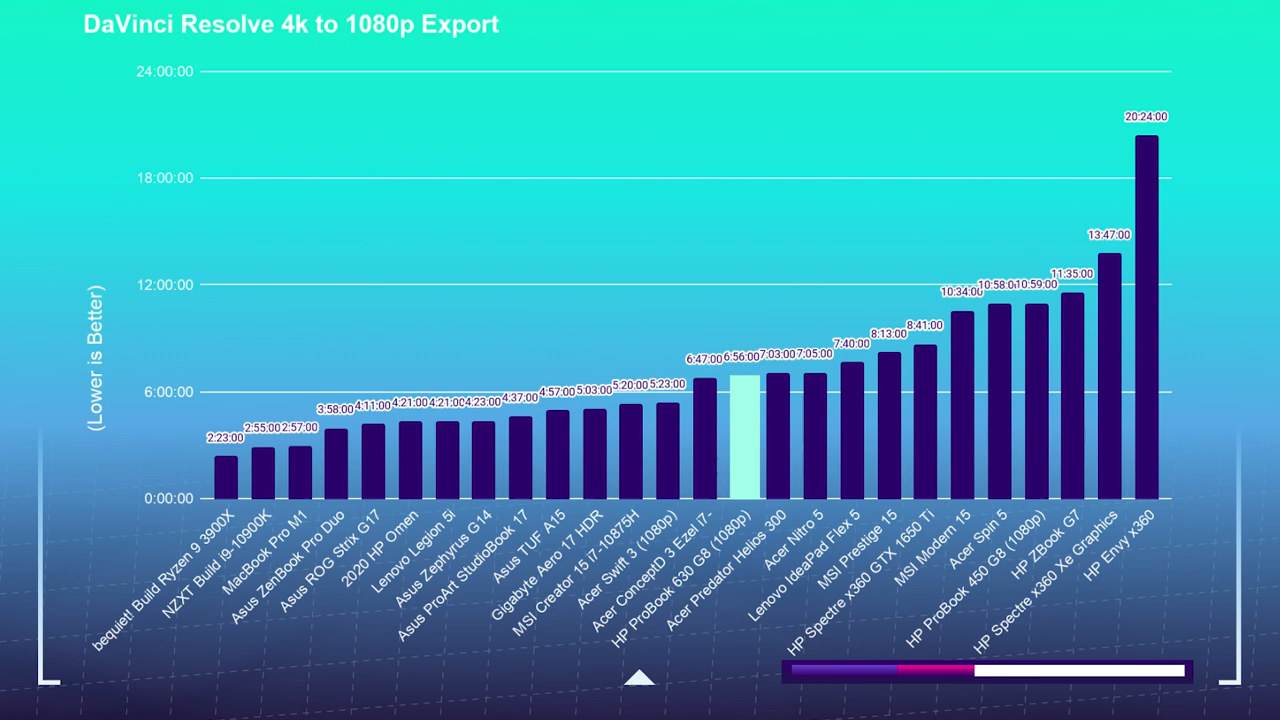 DaVinci Resolve 4k to 1080p Export
(Lower is Better)
24:00:00
18:00:00
12:00:00
6:00:00
0:00:00
2:23:00
2:55:00
2:57:00
3:58:00
4:11:00
4:21:00
4:21:00
4:23:00
4:37:00
4:57:00
5:03:00
5:20:00
5:23:00
6:47:00
6:56:00
7:03:00
7:05:00
7:40:00
8:13:00
8:41:00
10:34:00
10:58:00
10:59:00
11:35:00
13:47:00
20:24:00
bequiet! Build Ryzen 9 3900X
NZXT Build i9-10900K
MacBook Pro M1
Asus ZenBook Pro Duo
Asus ROG Strix G17
2020 HP Omen
Lenovo Legion 5i
Asus Zephyrus G14
Asus ProArt StudioBook 17
Asus TUF A15
Gigabyte Aero 17 HDR
MSI Creator 15 i7-10875H
Acer Swift 3 (1080p)
Acer ConceptD 3 Ezel i7-
HP ProBook 630 G8 (1080p)
Acer Predator Helios 300
Acer Nitro 5
Lenovo IdeaPad Flex 5
MSI Prestige 15
HP Spectre x360 GTX 1650 Ti
MSI Modern 15
Acer Spin 5
HP ProBook 450 G8 (1080p)
HP ZBook G7
HP Spectre x360 Xe Graphics
HP Envy x360